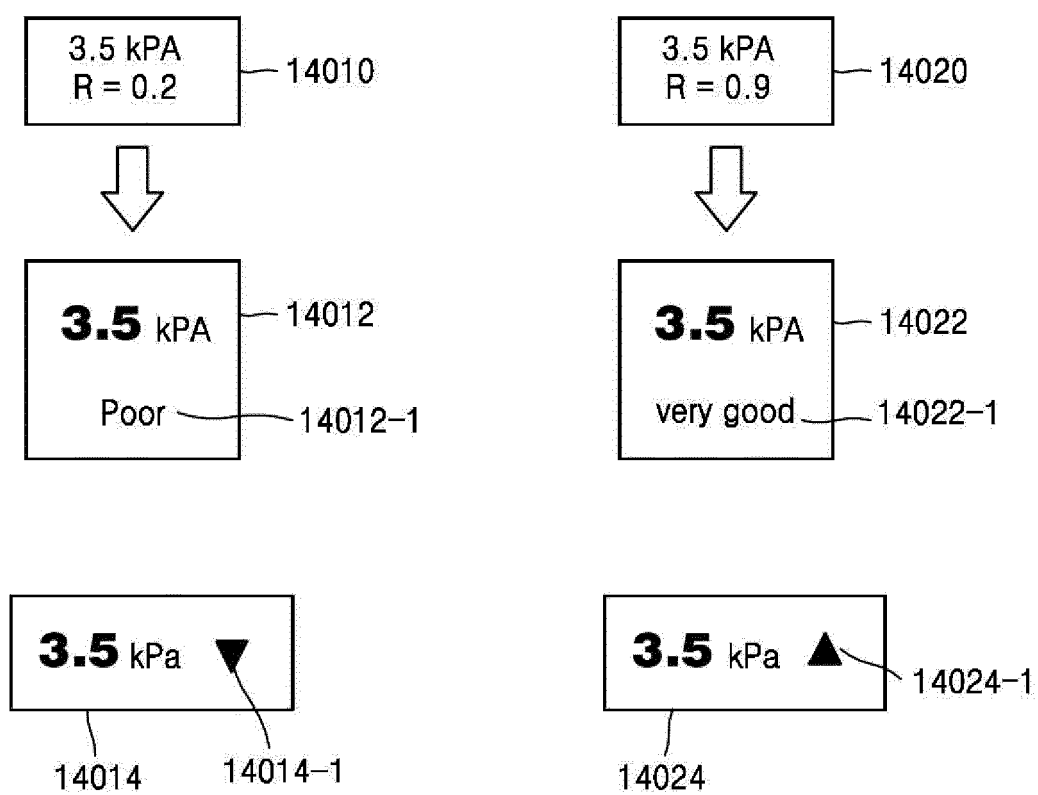 3.5 kPA
R = 0.2
14010
3.5 kPA
R = 0.9
14020
3.5 kPA
14012
Poor
14012-1
3.5 kPA
14022
very good
14022-1
3.5 kPa
14014
14014-1
3.5 kPa
14024-1
14024